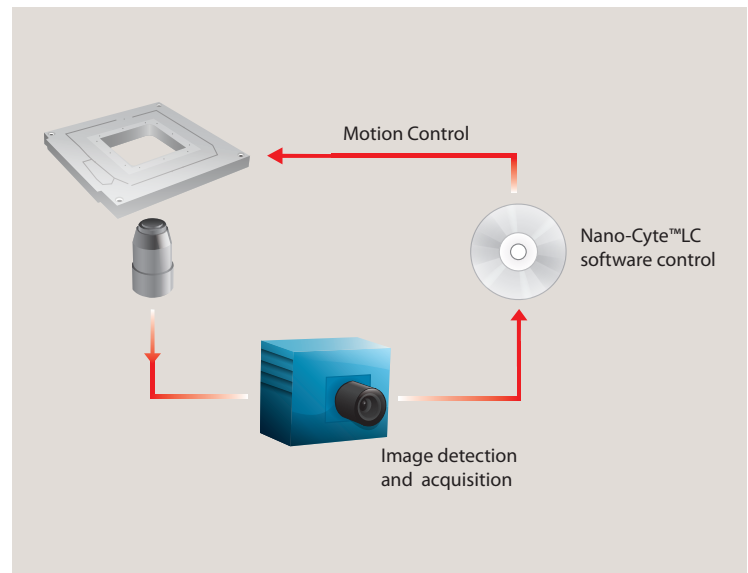 Motion Control
Nano-Cyte™LC
software control
Image detection
and acquisition